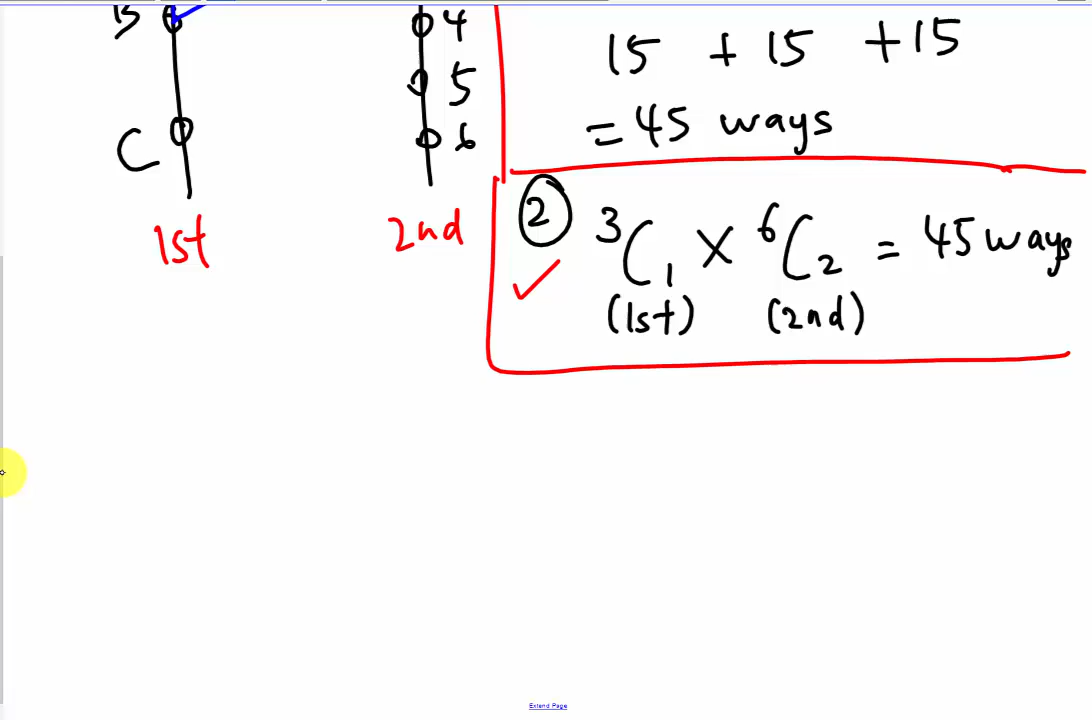 B
4
5
C
6
1st
2nd
15 + 15 + 15
= 45 ways
② ³C₁ × ⁶C₂ = 45 ways
(1st) (2nd)
Extend Page